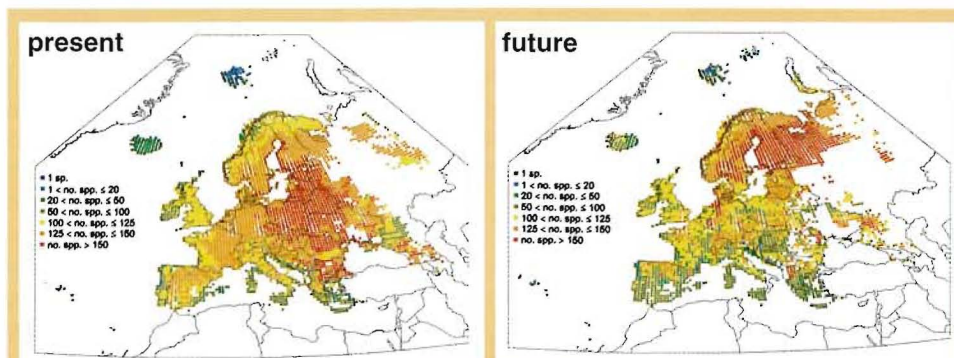 present
1 sp.
1 < no. spp. ≤ 20
20 < no. spp. ≤ 50
50 < no. spp. ≤ 100
100 < no. spp. ≤ 125
125 < no. spp. ≤ 150
no. spp. > 150
future
1 sp.
1 < no. spp. ≤ 20
20 < no. spp. ≤ 50
50 < no. spp. ≤ 100
100 < no. spp. ≤ 125
125 < no. spp. ≤ 150
no. spp. > 150